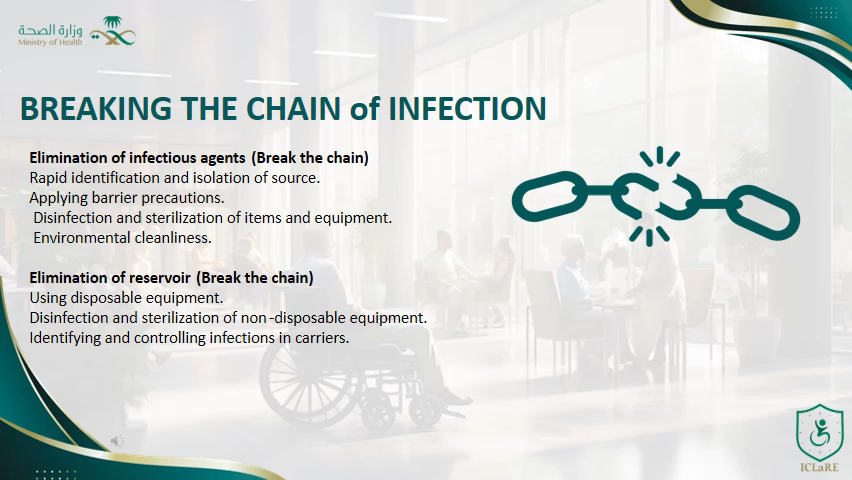 وزارة الصحة
Ministry of Health
BREAKING THE CHAIN of INFECTION
Elimination of infectious agents (Break the chain)
Rapid identification and isolation of source.
Applying barrier precautions.
Disinfection and sterilization of items and equipment.
Environmental cleanliness.
Elimination of reservoir (Break the chain)
Using disposable equipment.
Disinfection and sterilization of non-disposable equipment.
Identifying and controlling infections in carriers.
ICLaRE